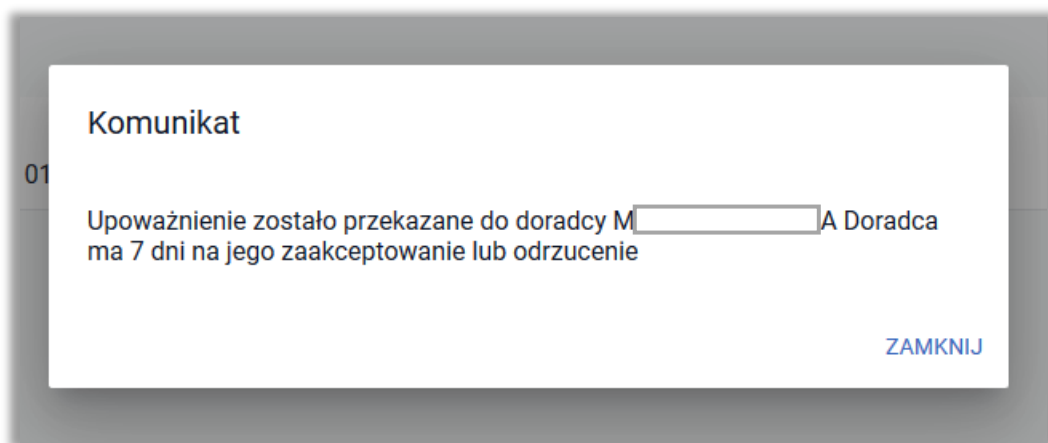 Komunikat
01
Upoważnienie zostało przekazane do doradcy M A Doradca
ma 7 dni na jego zaakceptowanie lub odrzucenie
ZAMKNIJ